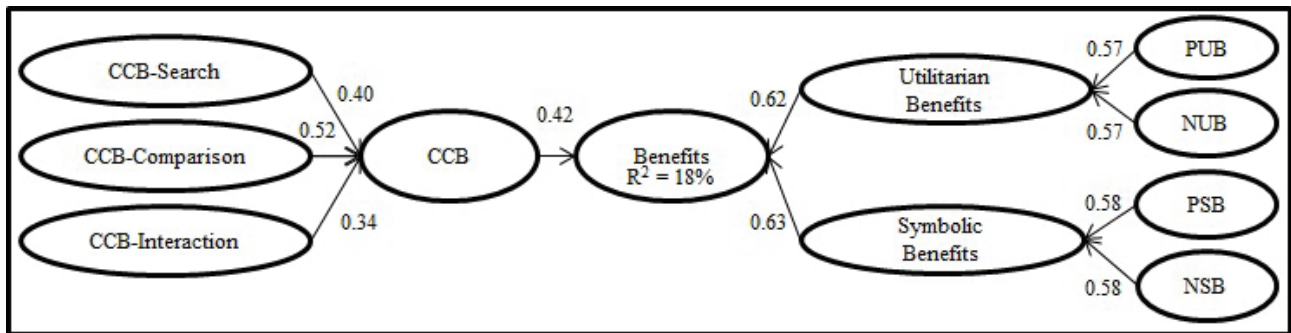 CCB-Search
0.40
CCB-Comparison
0.52
CCB-Interaction
0.34
CCB
0.42
Benefits
R² = 18%
0.62
0.63
Utilitarian
Benefits
Symbolic
Benefits
0.57
0.57
0.58
0.58
PUB
NUB
PSB
NSB